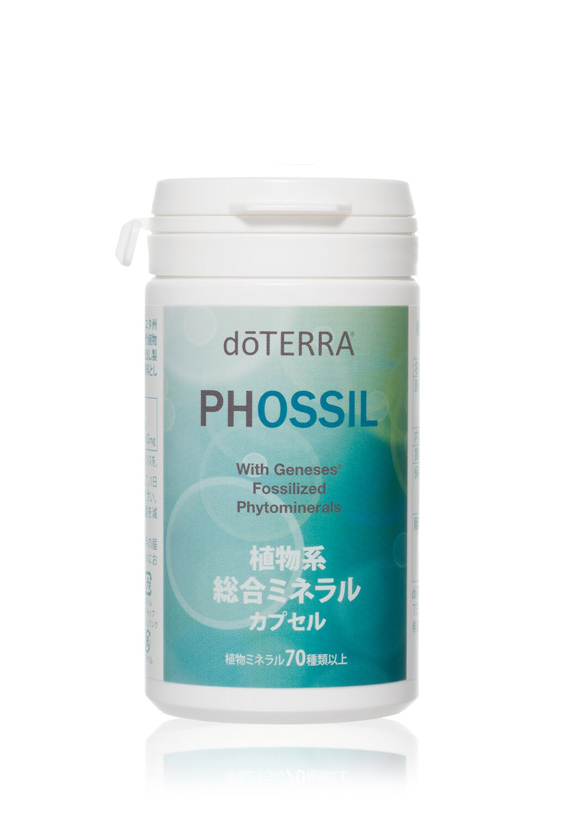 dōTERRA®
PHOSSIL
With Geneses®
Fossilized
Phytominerals
植物系
総合ミネラル
カプセル
植物ミネラル70種類以上